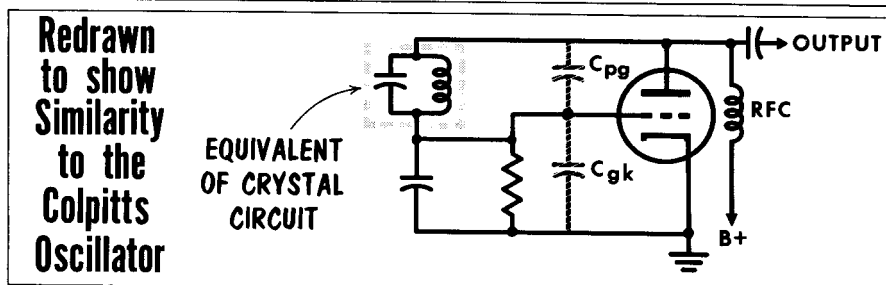 Redrawn
to show
Similarity
to the
Colpitts
Oscillator
EQUIVALENT
OF CRYSTAL
CIRCUIT
Cpg
Cgk
OUTPUT
RFC
B+